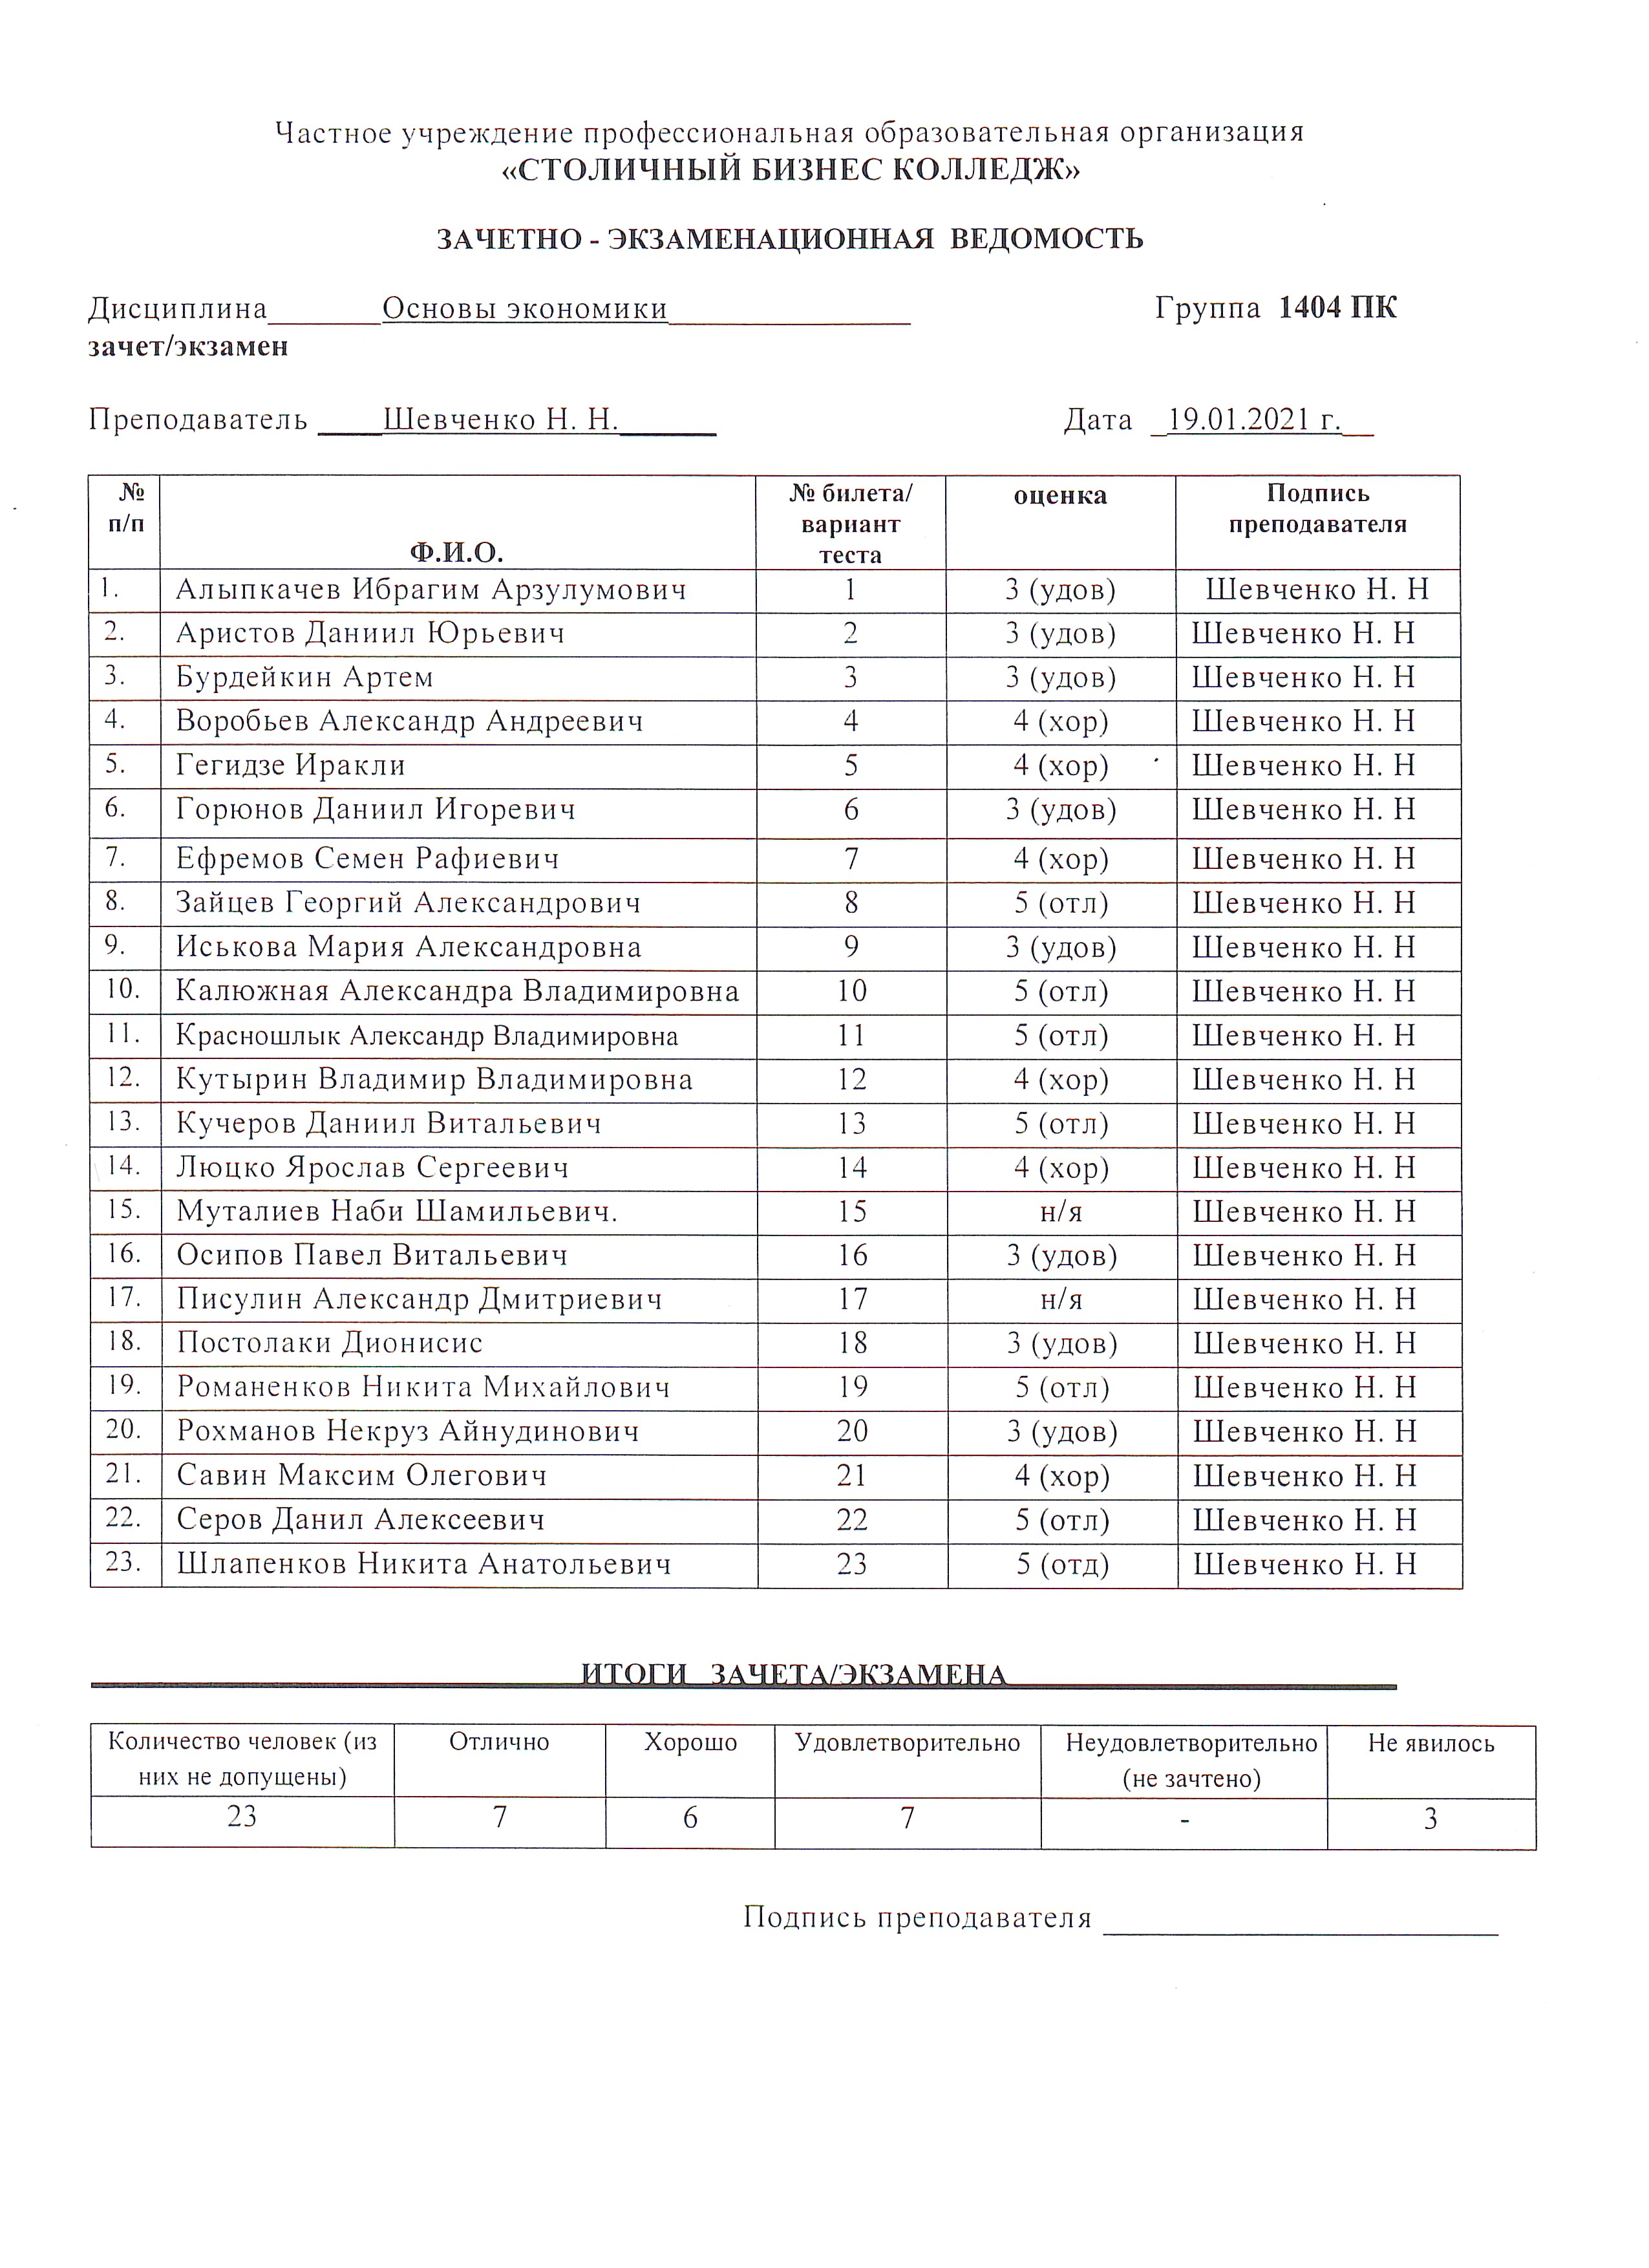 Частное учреждение профессиональная образовательная организация
«СТОЛИЧНЫЙ БИЗНЕС КОЛЛЕДЖ»
ЗАЧЕТНО - ЭКЗАМЕНАЦИОННАЯ ВЕДОМОСТЬ
Дисциплина_______Основы экономики_______________ Группа 1404 ПК
зачет/экзамен
Преподаватель ____Шевченко Н. Н.______ Дата _19.01.2021 г.__
№ п/п Ф.И.О. № билета/ вариант теста оценка Подпись преподавателя
1. Алыпкачев Ибрагим Арзулумович 1 3 (удов) Шевченко Н. Н
2. Аристов Даниил Юрьевич 2 3 (удов) Шевченко Н. Н
3. Бурдейкин Артем 3 3 (удов) Шевченко Н. Н
4. Воробьев Александр Андреевич 4 4 (хор) Шевченко Н. Н
5. Гегидзе Иракли 5 4 (хор) Шевченко Н. Н
6. Горюнов Даниил Игоревич 6 3 (удов) Шевченко Н. Н
7. Ефремов Семен Рафиевич 7 4 (хор) Шевченко Н. Н
8. Зайцев Георгий Александрович 8 5 (отл) Шевченко Н. Н
9. Иськова Мария Александровна 9 3 (удов) Шевченко Н. Н
10. Калюжная Александра Владимировна 10 5 (отл) Шевченко Н. Н
11. Красношлык Александр Владимировна 11 5 (отл) Шевченко Н. Н
12. Кутырин Владимир Владимировна 12 4 (хор) Шевченко Н. Н
13. Кучеров Даниил Витальевич 13 5 (отл) Шевченко Н. Н
14. Люцко Ярослав Сергеевич 14 4 (хор) Шевченко Н. Н
15. Муталиев Наби Шамильевич. 15 н/я Шевченко Н. Н
16. Осипов Павел Витальевич 16 3 (удов) Шевченко Н. Н
17. Писулин Александр Дмитриевич 17 н/я Шевченко Н. Н
18. Постолаки Дионисис 18 3 (удов) Шевченко Н. Н
19. Романенков Никита Михайлович 19 5 (отл) Шевченко Н. Н
20. Рохманов Некруз Айнудинович 20 3 (удов) Шевченко Н. Н
21. Савин Максим Олегович 21 4 (хор) Шевченко Н. Н
22. Серов Данил Алексеевич 22 5 (отл) Шевченко Н. Н
23. Шлапенков Никита Анатольевич 23 5 (отд) Шевченко Н. Н
ИТОГИ ЗАЧЕТА/ЭКЗАМЕНА
Количество человек (из них не допущены) Отлично Хорошо Удовлетворительно Неудовлетворительно (не зачтено) Не явилось
23 7 6 7 - 3
Подпись преподавателя ____________________